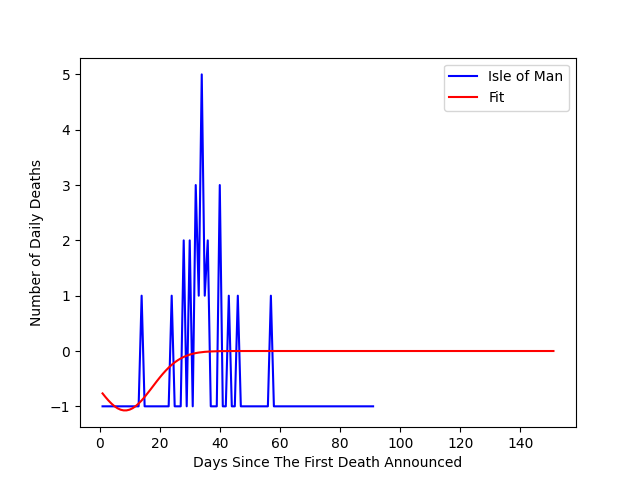 Isle of Man
Fit
Number of Daily Deaths
5
4
3
2
1
0
−1
0 20 40 60 80 100 120 140
Days Since The First Death Announced